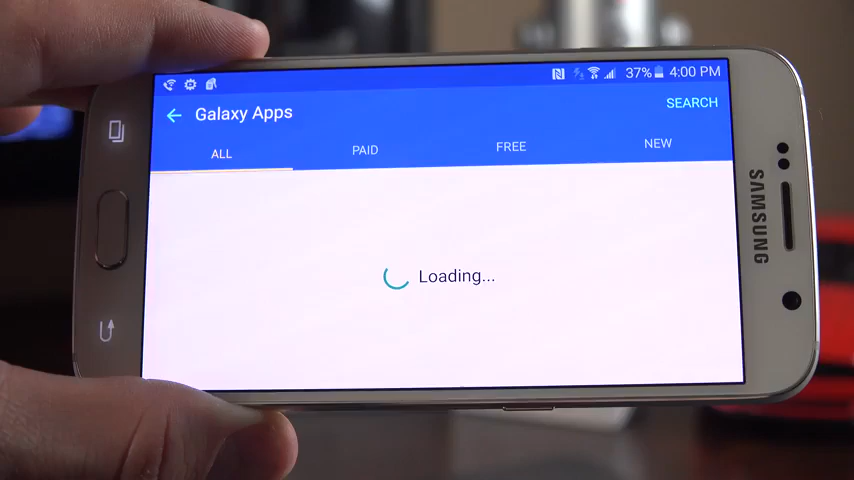 37% 4:00 PM
Galaxy Apps
SEARCH
ALL
PAID
FREE
NEW
Loading...
SAMSUNG